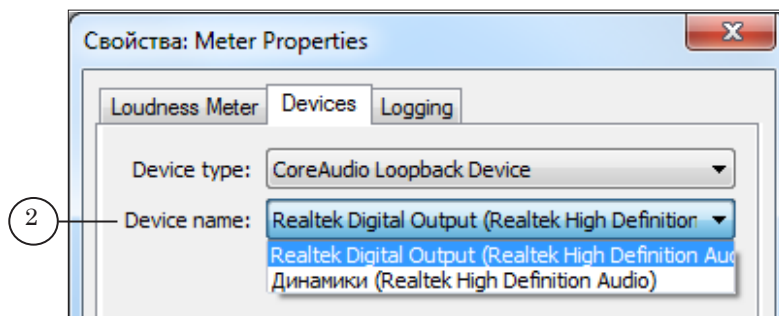 Свойства: Meter Properties
Loudness Meter Devices Logging
Device type: CoreAudio Loopback Device
2 Device name: Realtek Digital Output (Realtek High Definition
Realtek Digital Output (Realtek High Definition Aud
Динамики (Realtek High Definition Audio)